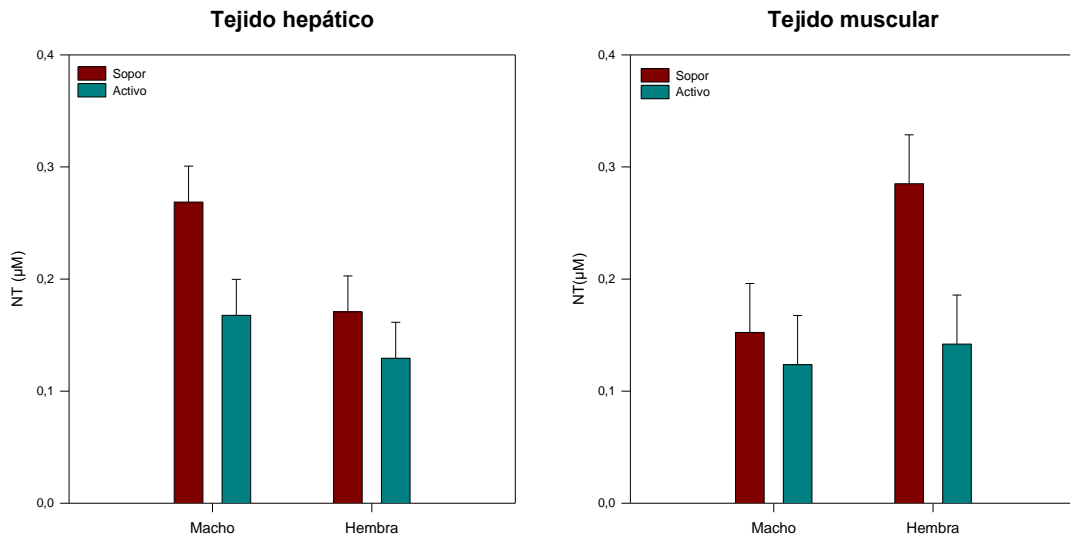 Tejido hepático
0,4
Sopor
Activo
0,3
0,2
0,1
0,0
NT (µM)
Macho
Hembra
Tejido muscular
0,4
Sopor
Activo
0,3
0,2
0,1
0,0
NT(µM)
Macho
Hembra